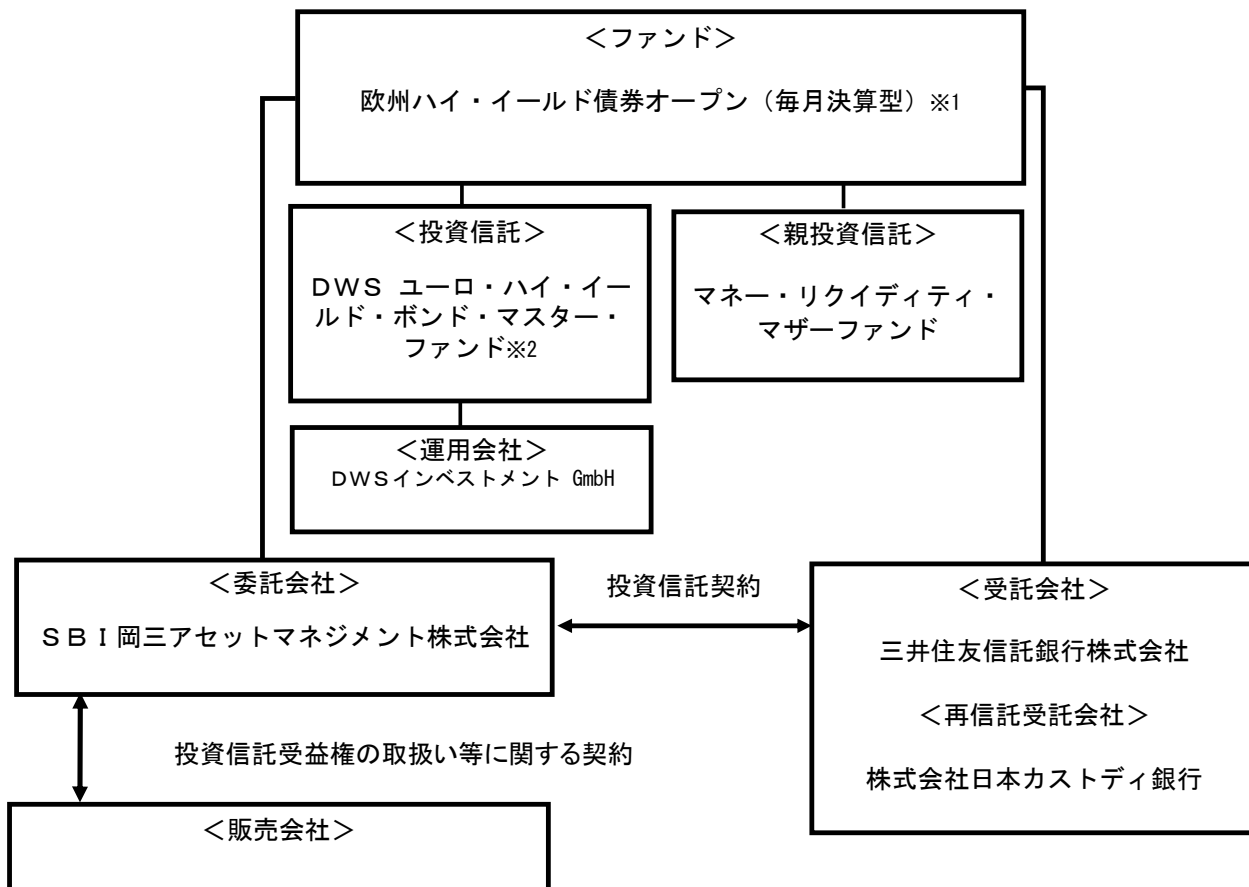 ＜ファンド＞
欧州ハイ・イールド債券オープン（毎月決算型）※1
＜投資信託＞
ＤＷＳ ユーロ・ハイ・イー
ルド・ボンド・マスター・
ファンド※2
＜親投資信託＞
マネー・リクイディティ・
マザーファンド
＜運用会社＞
ＤＷＳインベストメント GmbH
＜委託会社＞
ＳＢＩ岡三アセットマネジメント株式会社
投資信託契約
＜受託会社＞
三井住友信託銀行株式会社
＜再信託受託会社＞
株式会社日本カストディ銀行
投資信託受益権の取扱い等に関する契約
＜販売会社＞